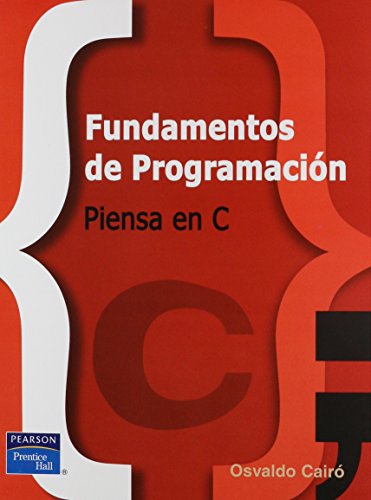 Fundamentos
de Programación
Piensa en C
{
C
;
PEARSON
Prentice
Hall ®
Osvaldo Cairó